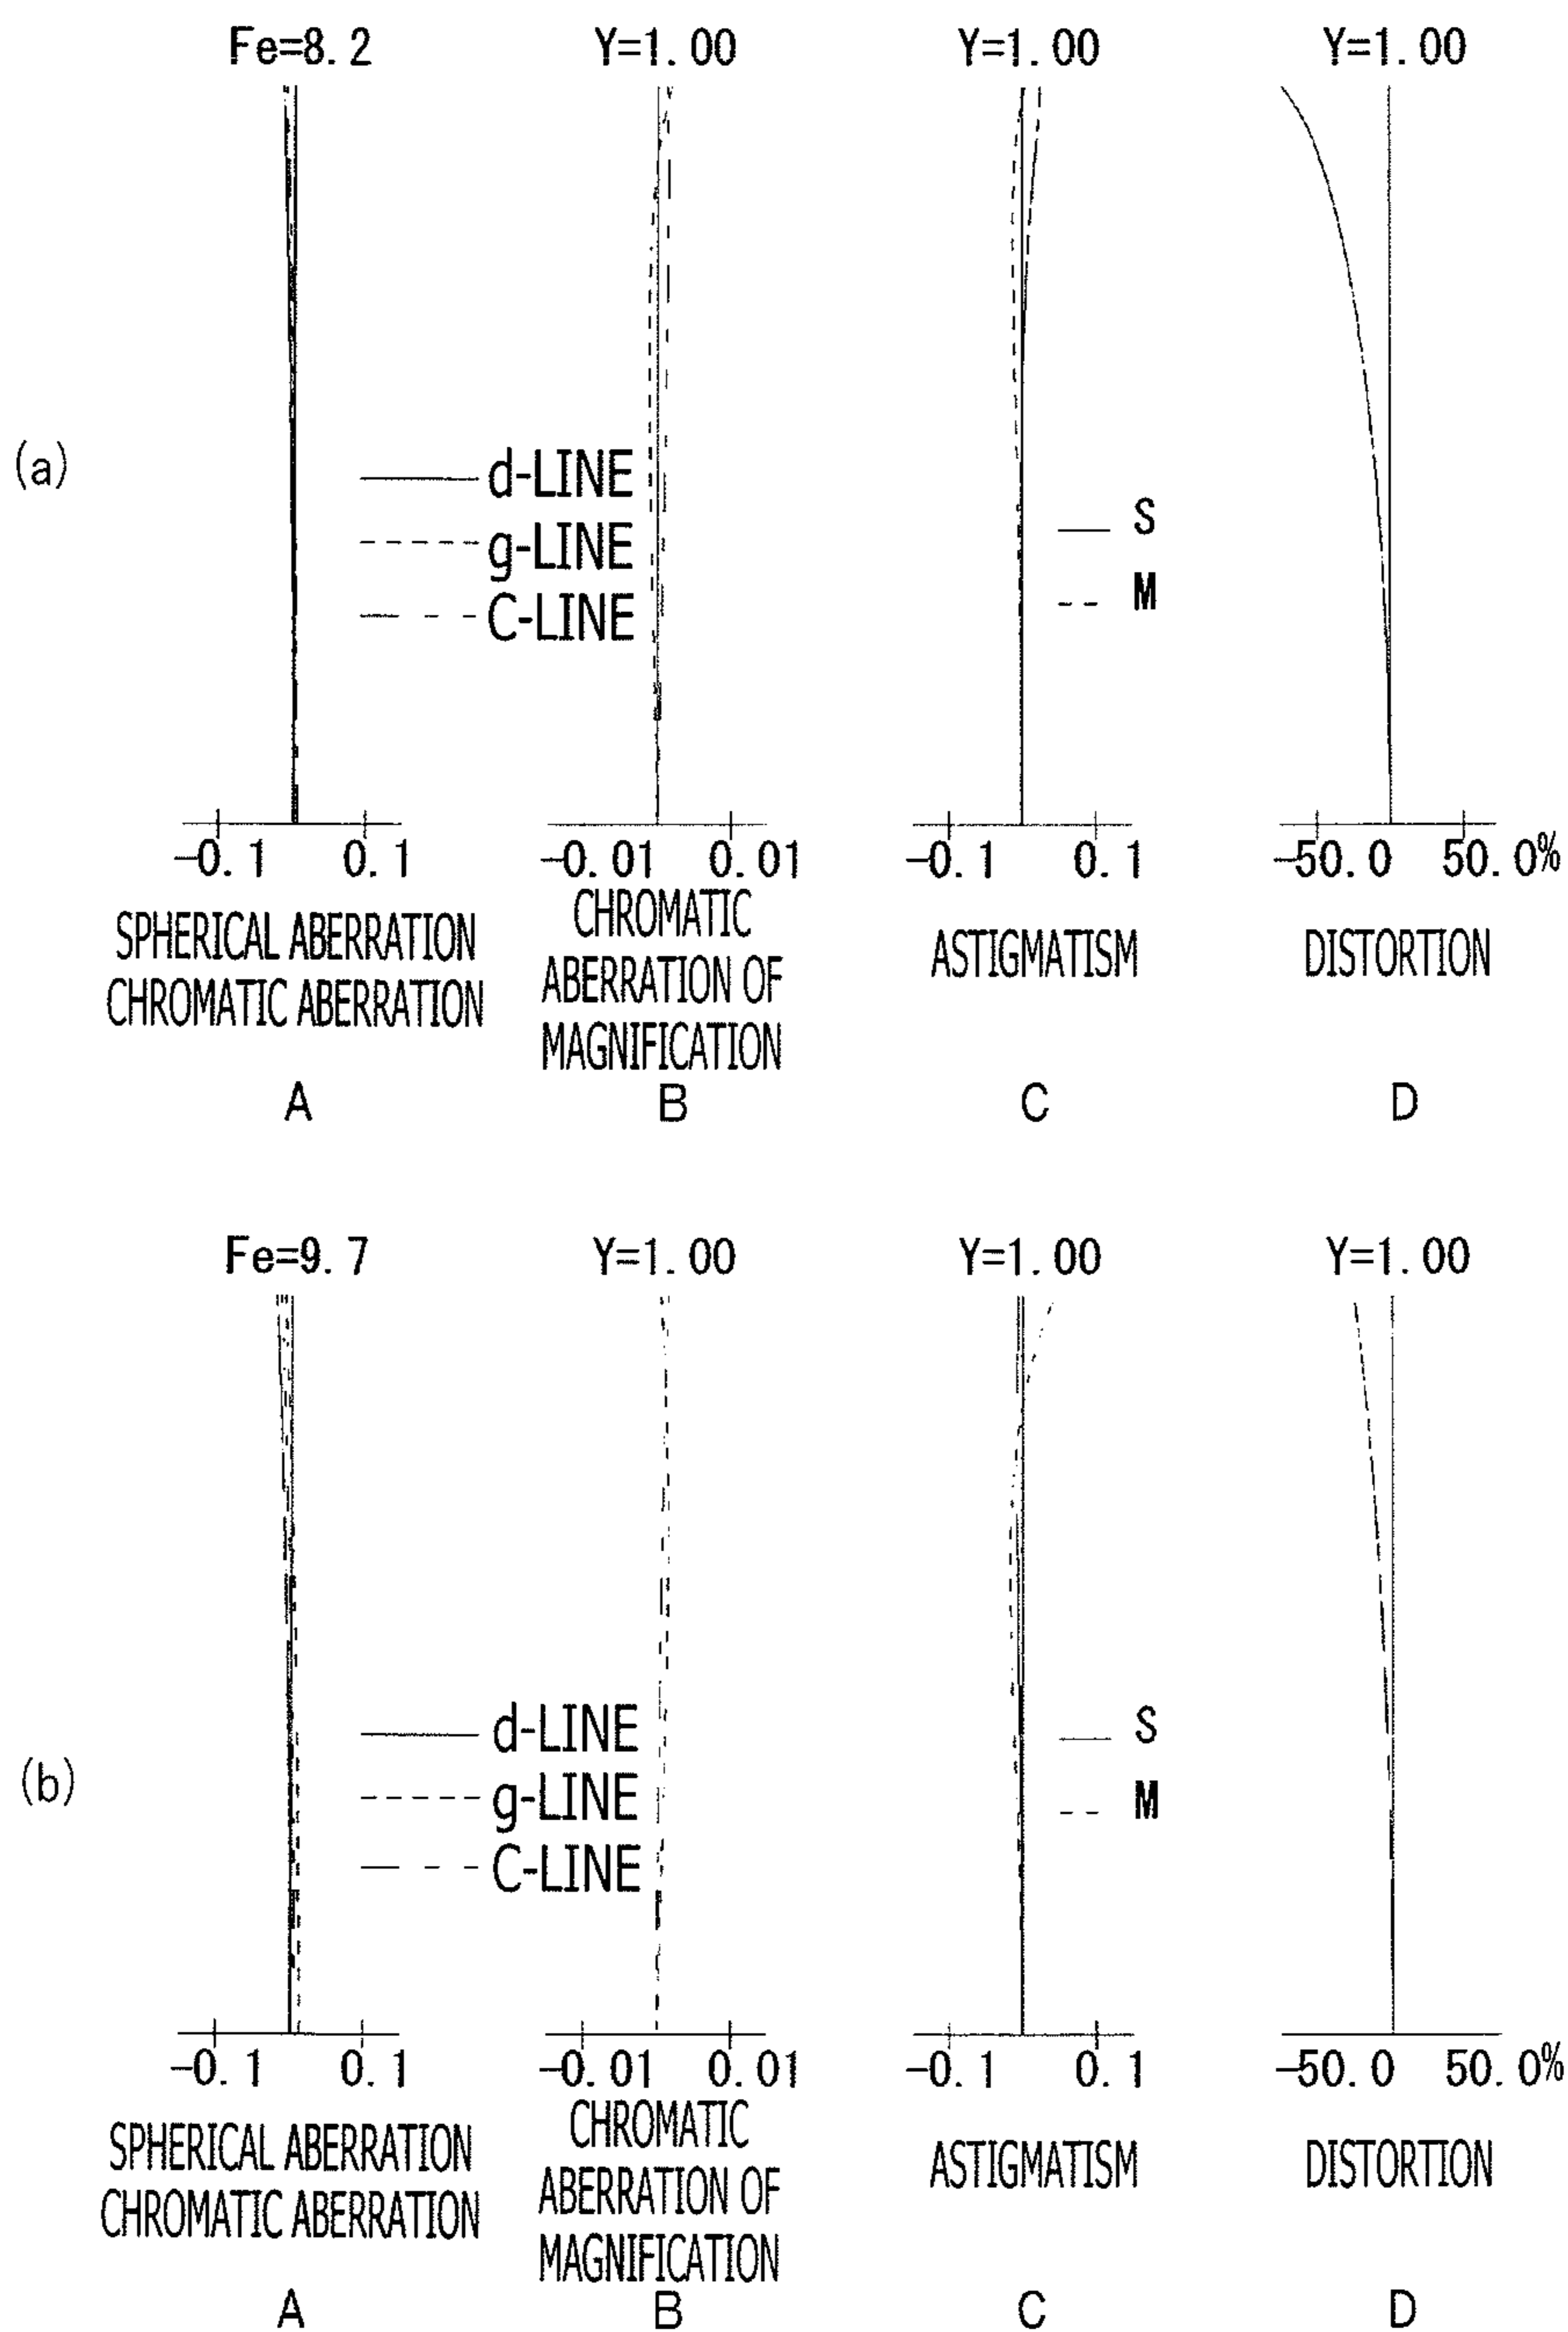 Fe=8.2 Y=1.00 Y=1.00 Y=1.00
(a)
d-LINE
g-LINE
C-LINE
S
M
-0.1 0.1 -0.01 0.01 -0.1 0.1 -50.0 50.0%
SPHERICAL ABERRATION
CHROMATIC ABERRATION
CHROMATIC
ABERRATION OF
MAGNIFICATION
ASTIGMATISM
DISTORTION
A B C D
Fe=9.7 Y=1.00 Y=1.00 Y=1.00
(b)
d-LINE
g-LINE
C-LINE
S
M
-0.1 0.1 -0.01 0.01 -0.1 0.1 -50.0 50.0%
SPHERICAL ABERRATION
CHROMATIC ABERRATION
CHROMATIC
ABERRATION OF
MAGNIFICATION
ASTIGMATISM
DISTORTION
A B C D